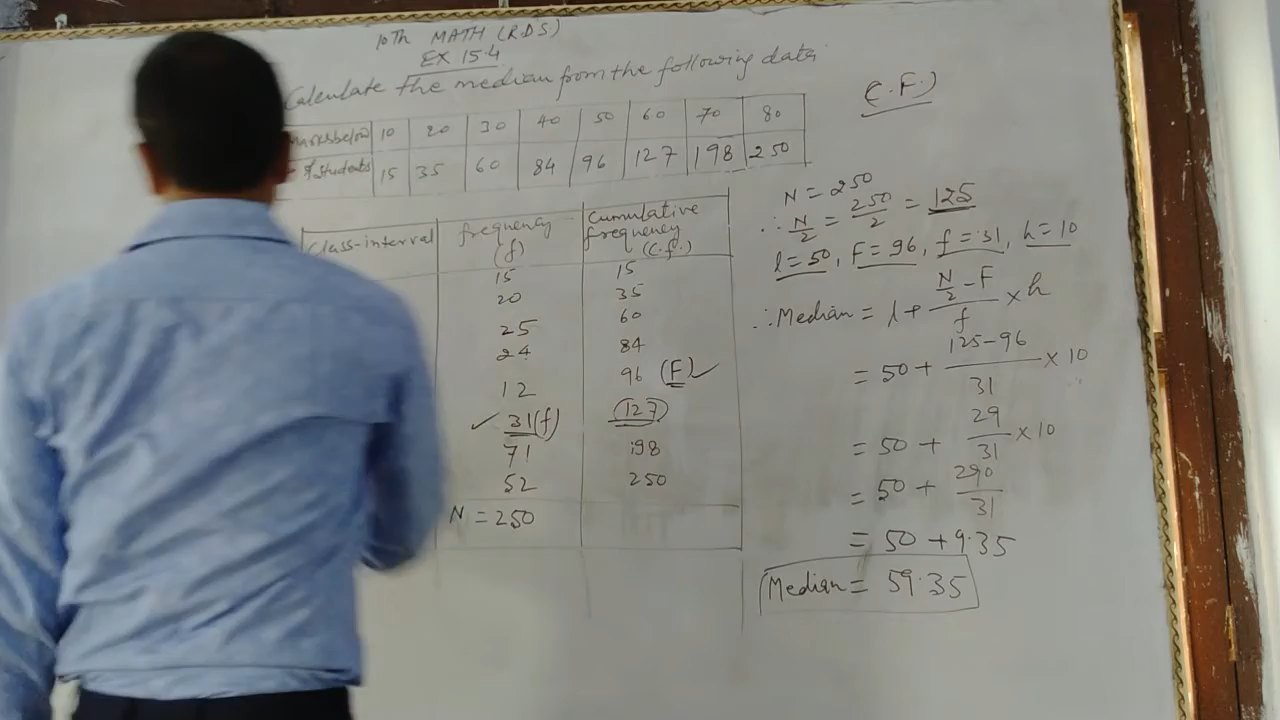 10th MATH (R.D.S)
EX 15.4
Calculate the median from the following data
Marks below 10 20 30 40 50 60 70 80
of students 15 35 60 84 96 127 198 250
(C.F.)
Class-interval frequency (f) Cumulative frequency (C.f.)
15 15
20 35
25 60
24 84
12 96 (F) ✓
✓ 31(f) (127)
71 198
52 250
N = 250
N = 250
∴ N/2 = 250/2 = 125
l = 50, F = 96, f = 31, h = 10
∴ Median = l + (N/2 - F)/f × h
= 50 + (125-96)/31 × 10
= 50 + 29/31 × 10
= 50 + 290/31
= 50 + 9.35
Median = 59.35